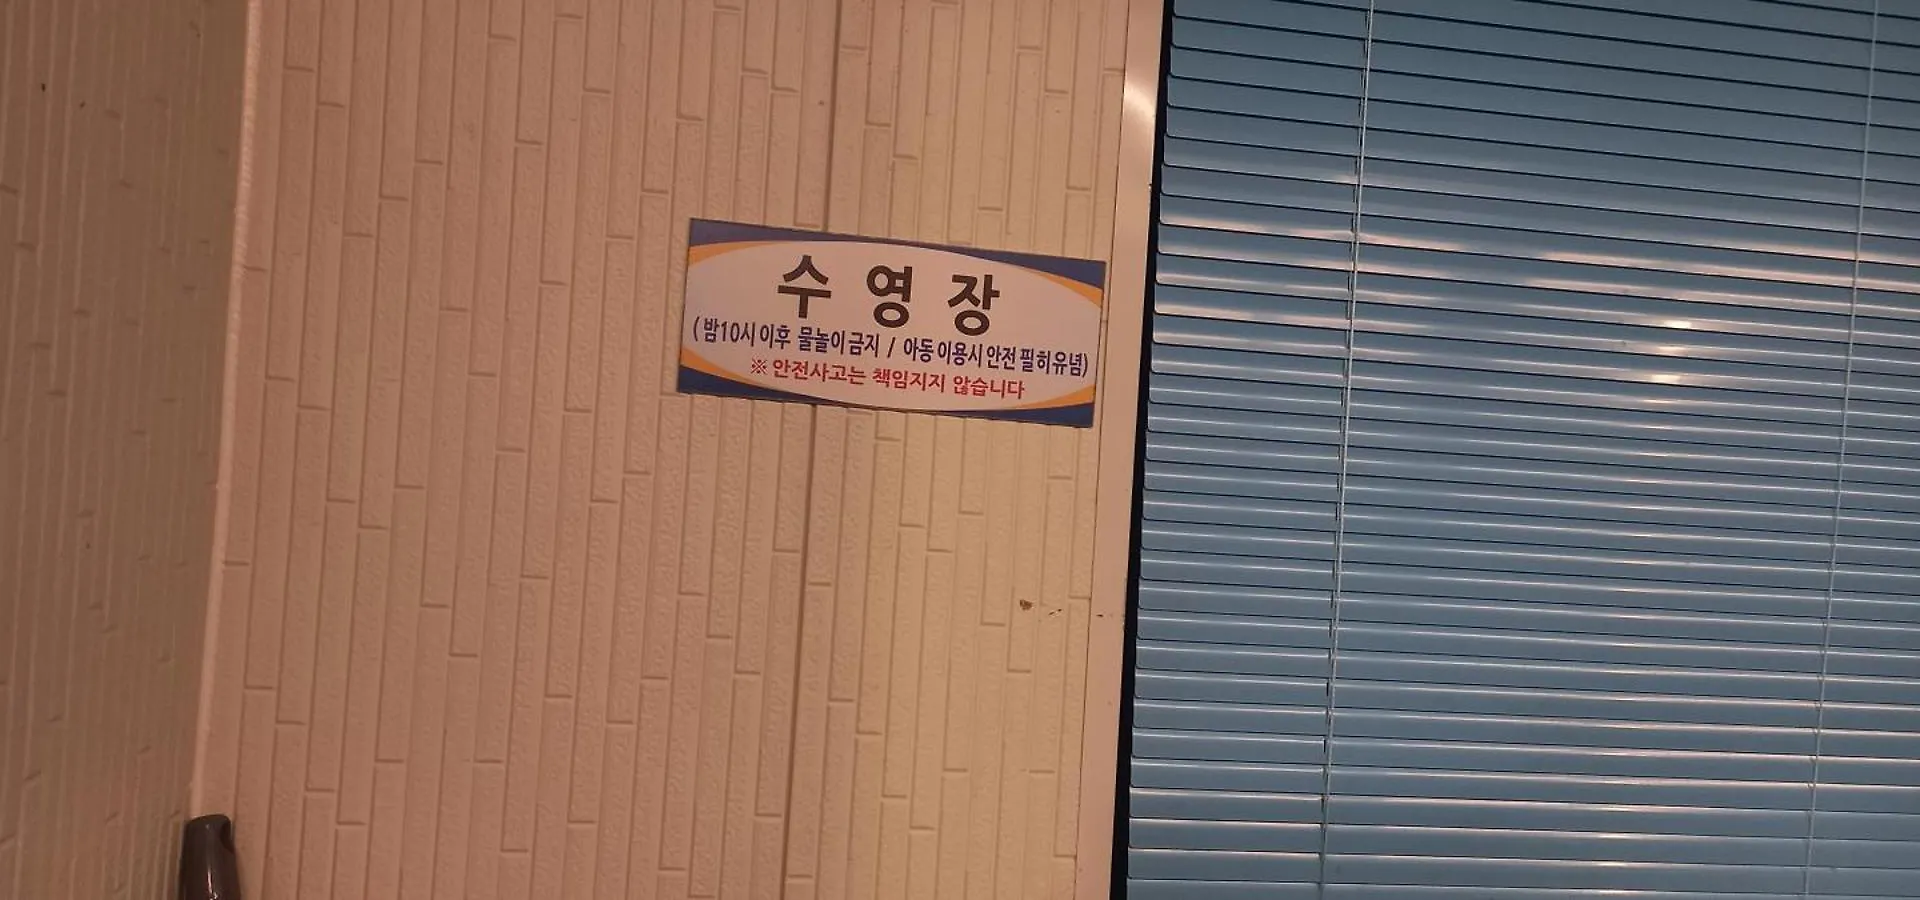 수영장
( 밤10시 이후 물놀이 금지 / 아동 이용시 안전 필히 유념)
※ 안전사고는 책임지지 않습니다